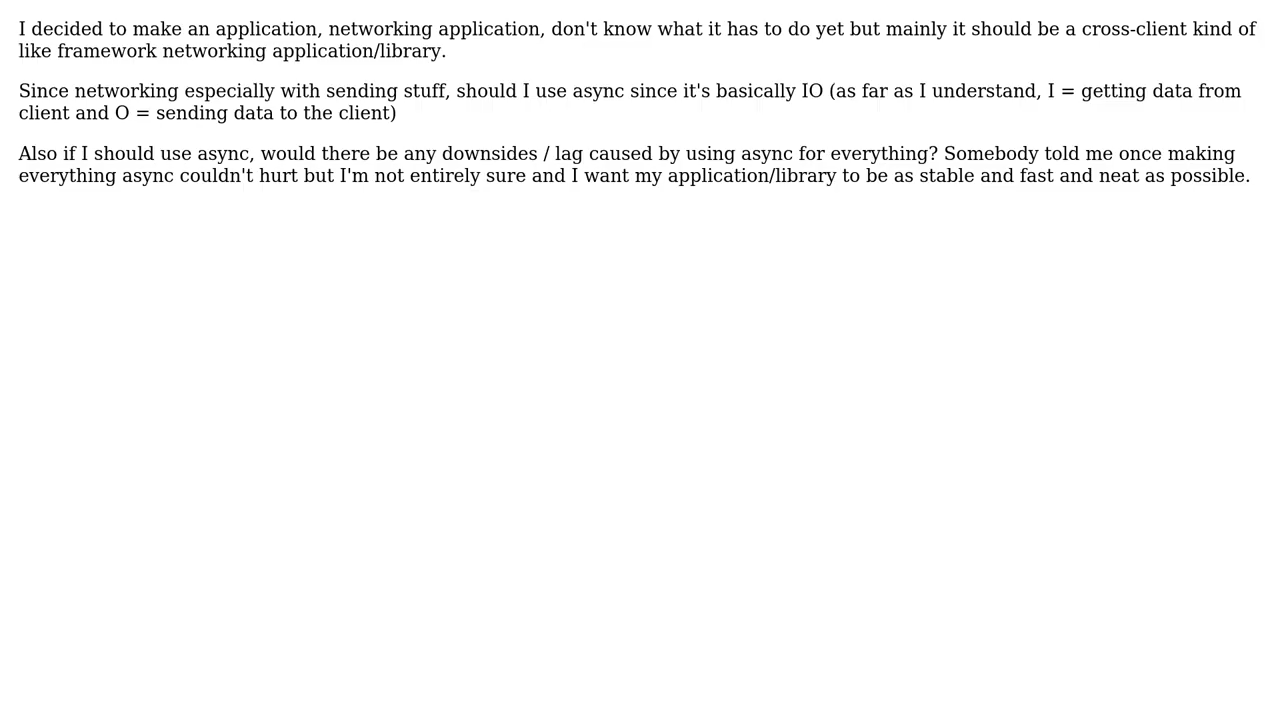 I decided to make an application, networking application, don't know what it has to do yet but mainly it should be a cross-client kind of
like framework networking application/library.
Since networking especially with sending stuff, should I use async since it's basically IO (as far as I understand, I = getting data from
client and O = sending data to the client)
Also if I should use async, would there be any downsides / lag caused by using async for everything? Somebody told me once making
everything async couldn't hurt but I'm not entirely sure and I want my application/library to be as stable and fast and neat as possible.